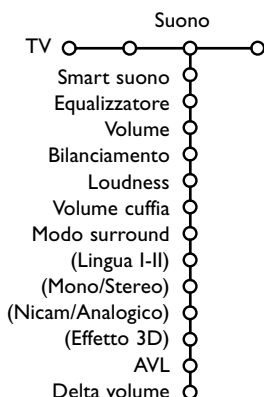 Suono
TV
Smart suono
Equalizzatore
Volume
Bilanciamento
Loudness
Volume cuffia
Modo surround
(Lingua I-II)
(Mono/Stereo)
(Nicam/Analogico)
(Effetto 3D)
AVL
Delta volume